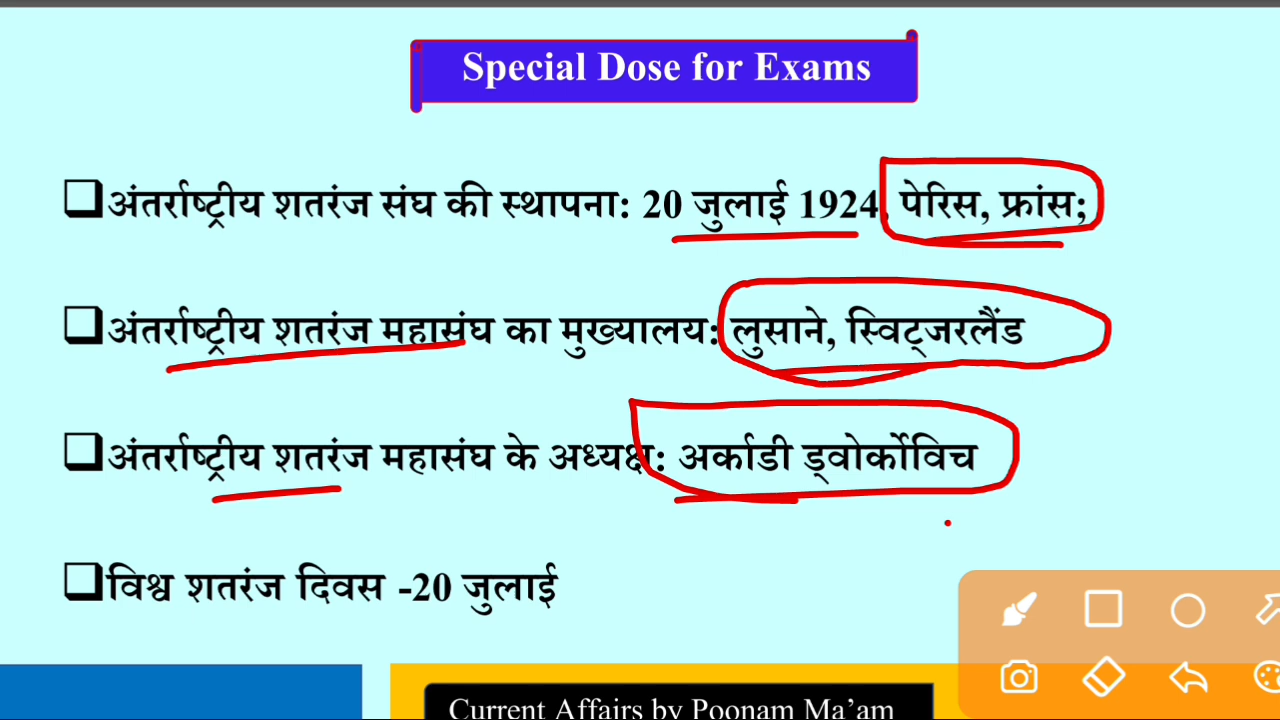 Special Dose for Exams
अंतर्राष्ट्रीय शतरंज संघ की स्थापना: 20 जुलाई 1924, पेरिस, फ्रांस;
अंतर्राष्ट्रीय शतरंज महासंघ का मुख्यालय: लुसाने, स्विट्जरलैंड
अंतर्राष्ट्रीय शतरंज महासंघ के अध्यक्ष: अर्काडी ड्वोर्कोविच
विश्व शतरंज दिवस -20 जुलाई
Current Affairs by Poonam Ma’am